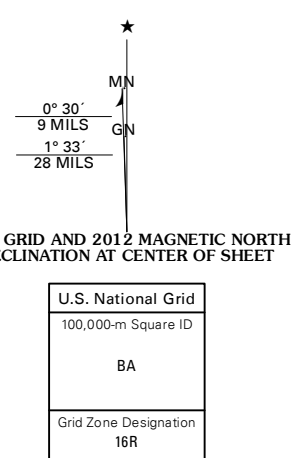 ★
MN
0° 30´
9 MILS
GN
1° 33´
28 MILS
GRID AND 2012 MAGNETIC NORTH
ECLINATION AT CENTER OF SHEET
U.S. National Grid
100,000-m Square ID
BA
Grid Zone Designation
16R